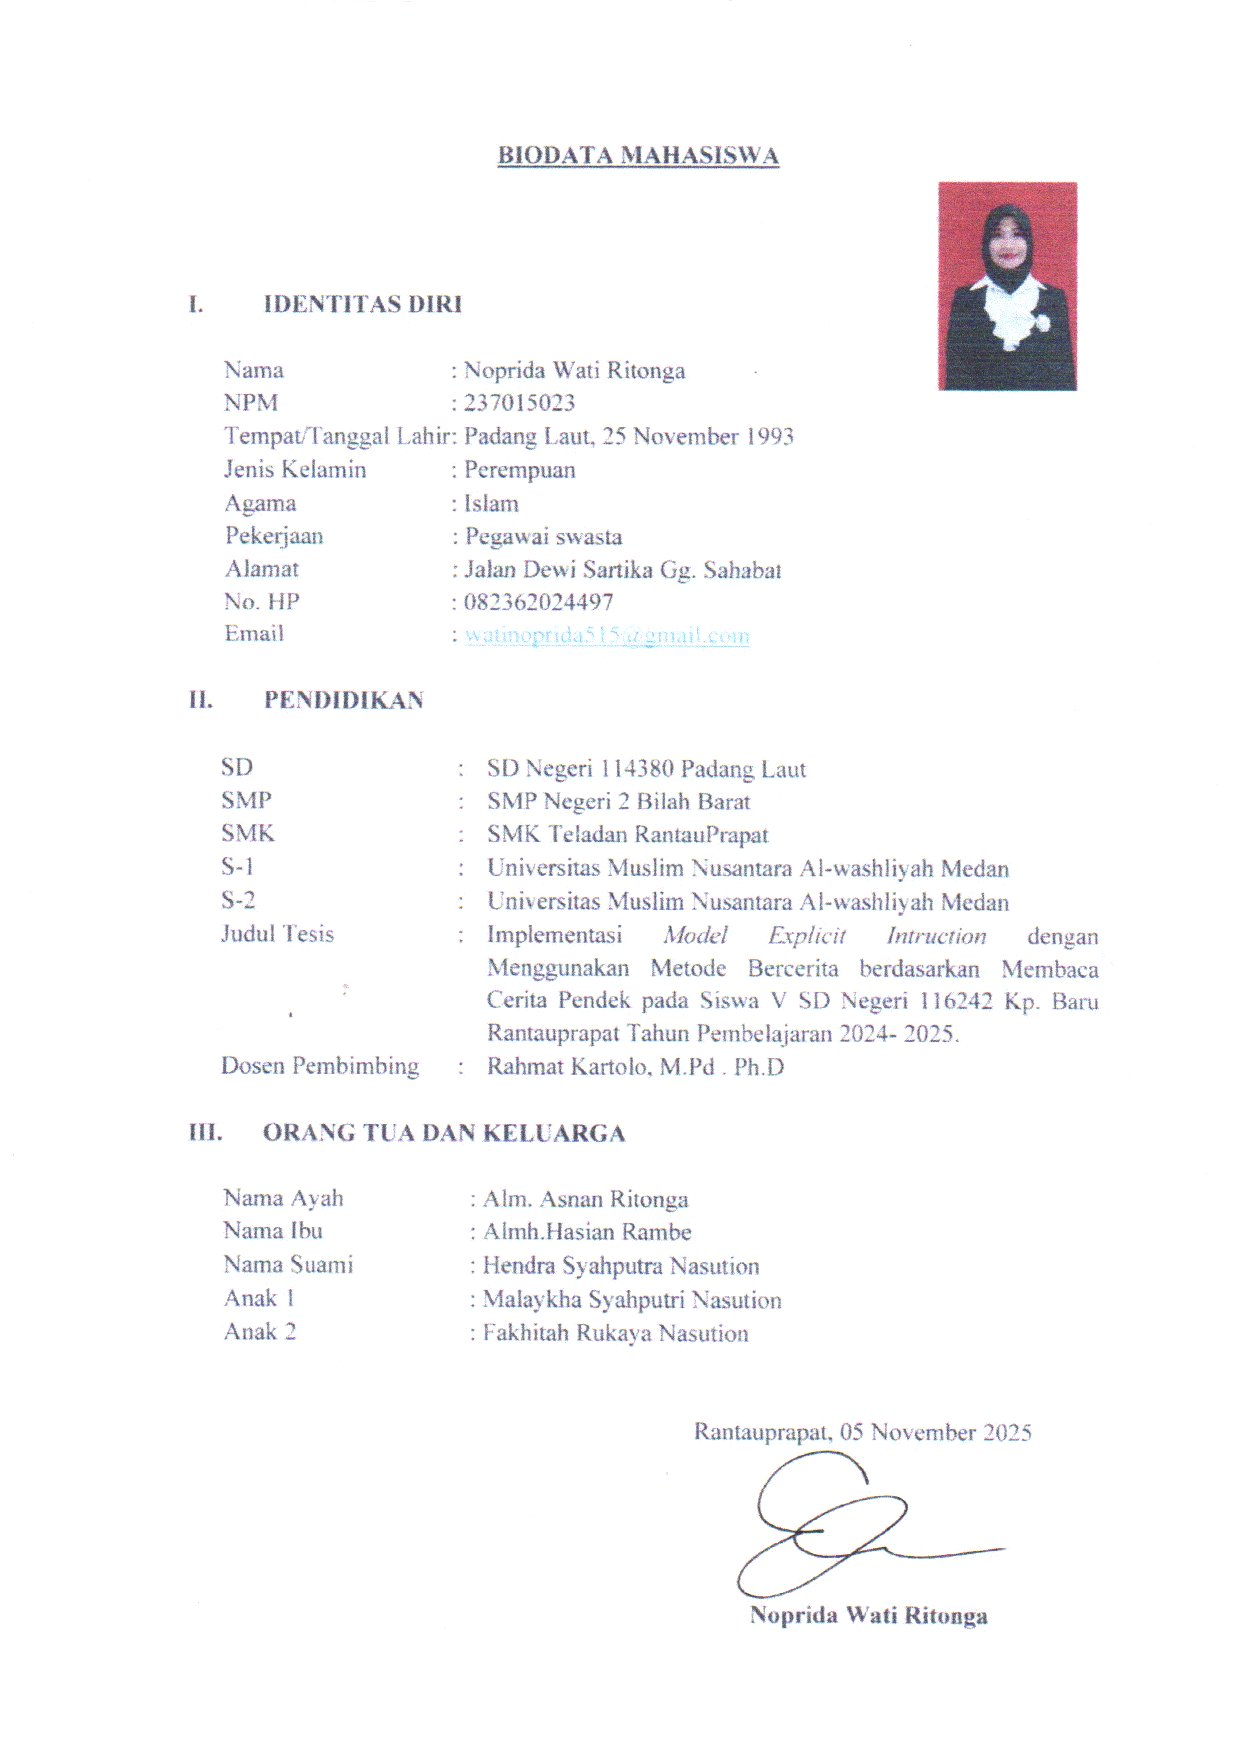 BIODATA MAHASISWA
I. IDENTITAS DIRI
Nama : Noprida Wati Ritonga
NPM : 237015023
Tempat/Tanggal Lahir: Padang Laut, 25 November 1993
Jenis Kelamin : Perempuan
Agama : Islam
Pekerjaan : Pegawai swasta
Alamat : Jalan Dewi Sartika Gg. Sahabat
No. HP : 082362024497
Email : watinoprida515@gmail.com
II. PENDIDIKAN
SD : SD Negeri 114380 Padang Laut
SMP : SMP Negeri 2 Bilah Barat
SMK : SMK Teladan RantauPrapat
S-1 : Universitas Muslim Nusantara Al-washliyah Medan
S-2 : Universitas Muslim Nusantara Al-washliyah Medan
Judul Tesis : Implementasi Model Explicit Intruction dengan
Menggunakan Metode Bercerita berdasarkan Membaca
Cerita Pendek pada Siswa V SD Negeri 116242 Kp. Baru
Rantauprapat Tahun Pembelajaran 2024- 2025.
Dosen Pembimbing : Rahmat Kartolo, M.Pd . Ph.D
III. ORANG TUA DAN KELUARGA
Nama Ayah : Alm. Asnan Ritonga
Nama Ibu : Almh.Hasian Rambe
Nama Suami : Hendra Syahputra Nasution
Anak 1 : Malaykha Syahputri Nasution
Anak 2 : Fakhitah Rukaya Nasution
Rantauprapat, 05 November 2025
Noprida Wati Ritonga